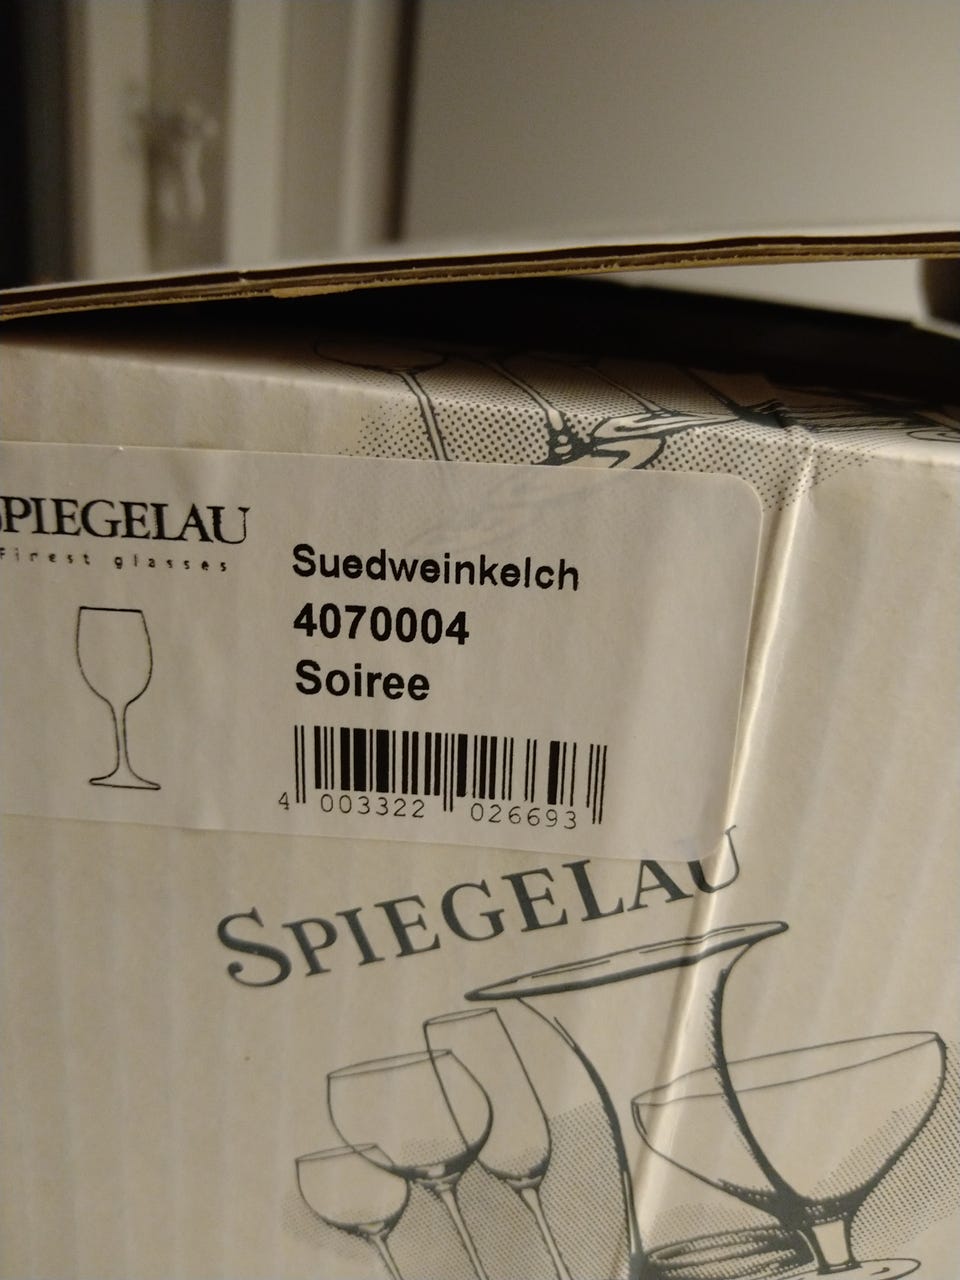 SPIEGELAU
Finest glasses
Suedweinkelch
4070004
Soiree
4 003322 026693
SPIEGELAU